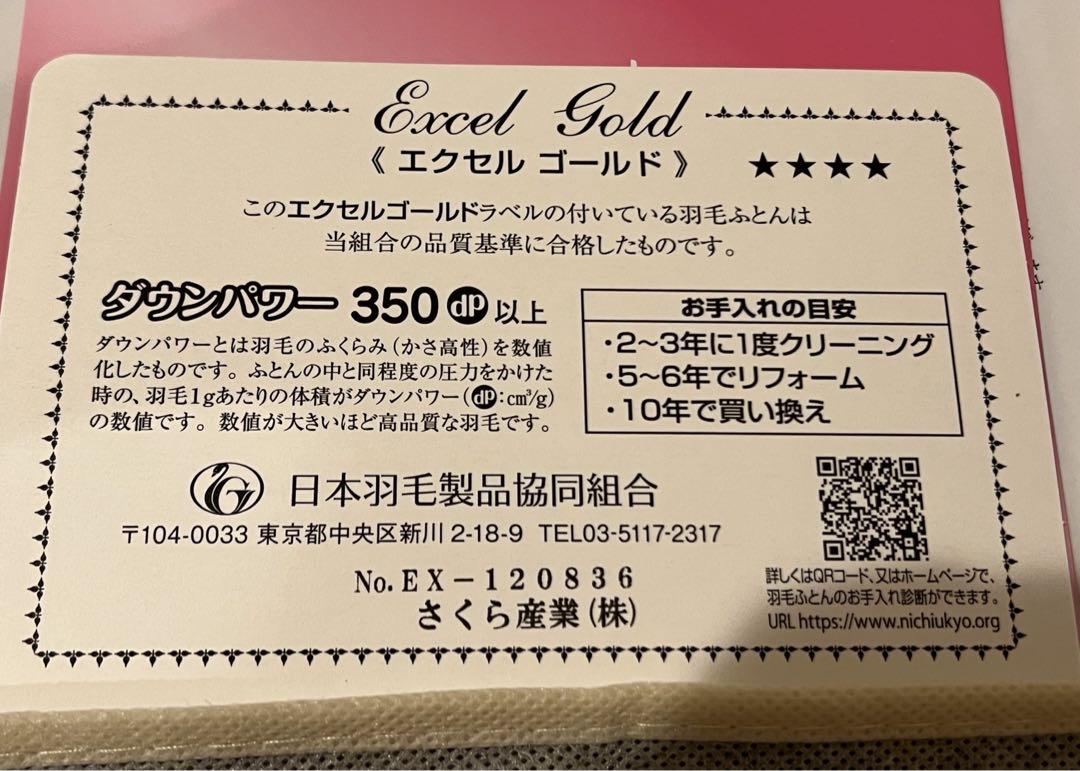 Excel Gold
《エクセル ゴールド》 ★★★★
このエクセルゴールドラベルの付いている羽毛ふとんは
当組合の品質基準に合格したものです。
ダウンパワー 350 dp 以上
ダウンパワーとは羽毛のふくらみ(かさ高性)を数値
化したものです。ふとんの中と同程度の圧力をかけた
時の、羽毛1gあたりの体積がダウンパワー(dp:cm³/g)
の数値です。数値が大きいほど高品質な羽毛です。
お手入れの目安
・2~3年に1度クリーニング
・5~6年でリフォーム
・10年で買い換え
日本羽毛製品協同組合
〒104-0033 東京都中央区新川 2-18-9 TEL03-5117-2317
No.EX-120836
さくら産業(株)
詳しくはQRコード、又はホームページで、
羽毛ふとんのお手入れ診断ができます。
URL https://www.nichiukyo.org